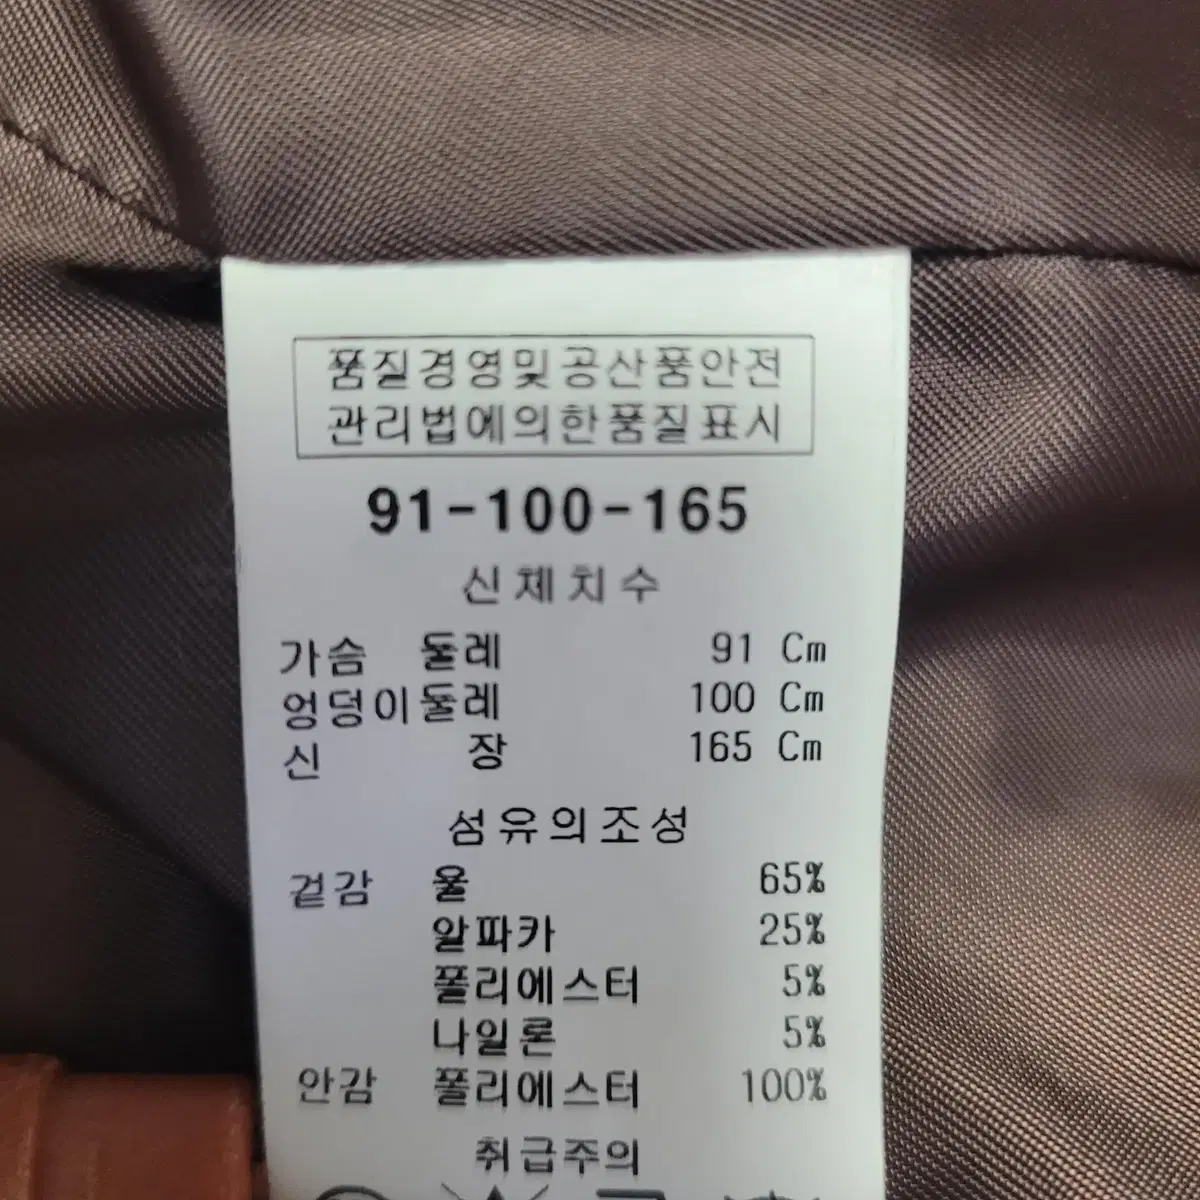 품질경영및공산품안전
관리법에의한품질표시
91-100-165
신체치수
가슴 둘레 91 Cm
엉덩이둘레 100 Cm
신 장 165 Cm
섬유의조성
겉감 울 65%
알파카 25%
폴리에스터 5%
나일론 5%
안감 폴리에스터 100%
취급주의